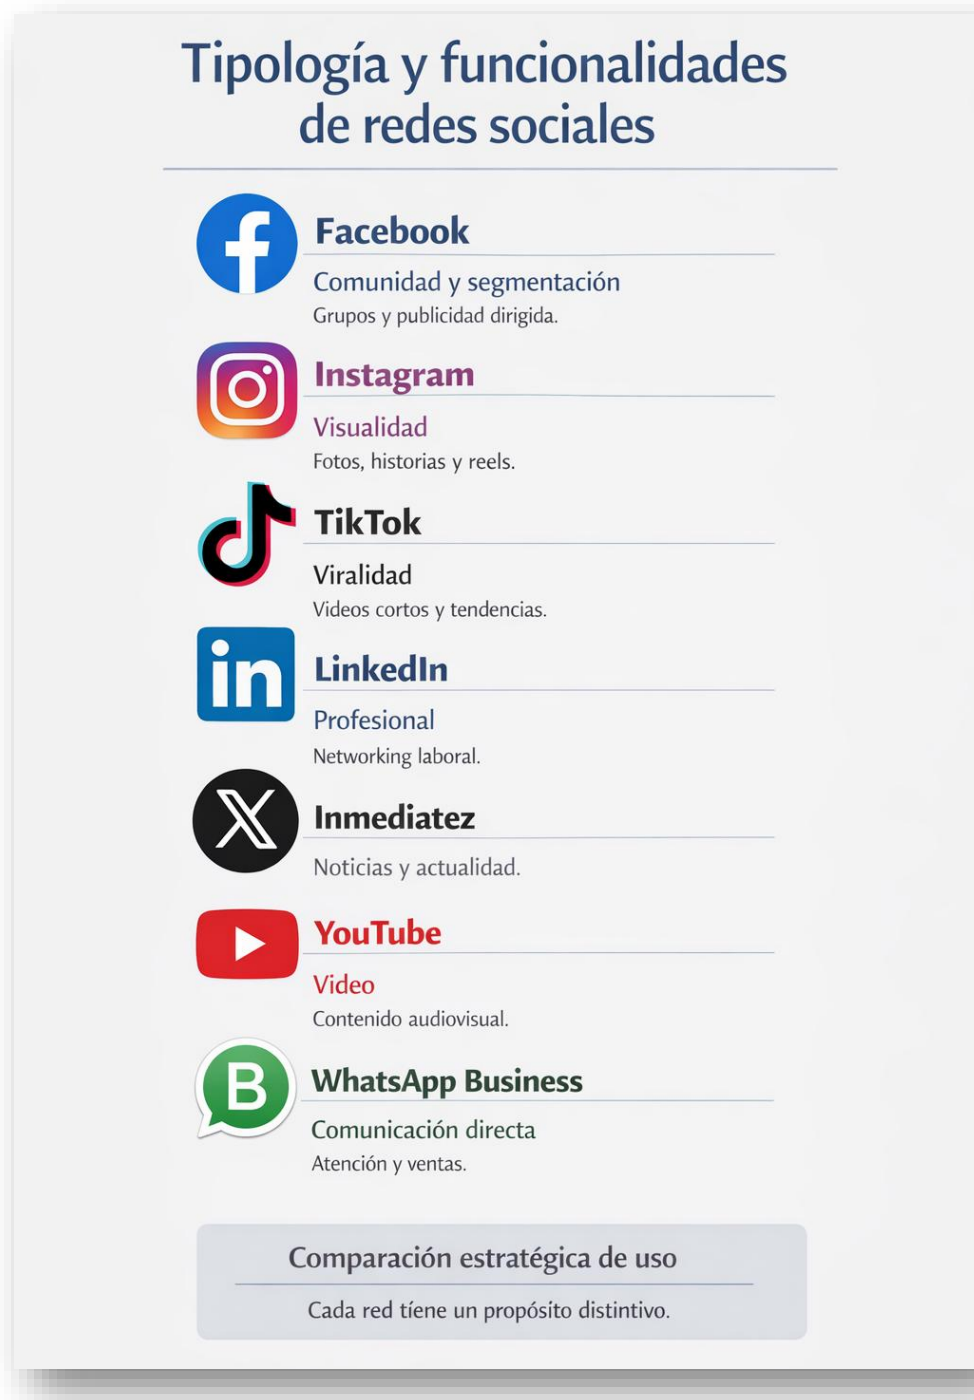 Tipología y funcionalidades
de redes sociales
Facebook
Comunidad y segmentación
Grupos y publicidad dirigida.
Instagram
Visualidad
Fotos, historias y reels.
TikTok
Viralidad
Videos cortos y tendencias.
in
LinkedIn
Profesional
Networking laboral.
X
Inmediatez
Noticias y actualidad.
YouTube
Video
Contenido audiovisual.
B
WhatsApp Business
Comunicación directa
Atención y ventas.
Comparación estratégica de uso
Cada red tíene un propósito distintivo.